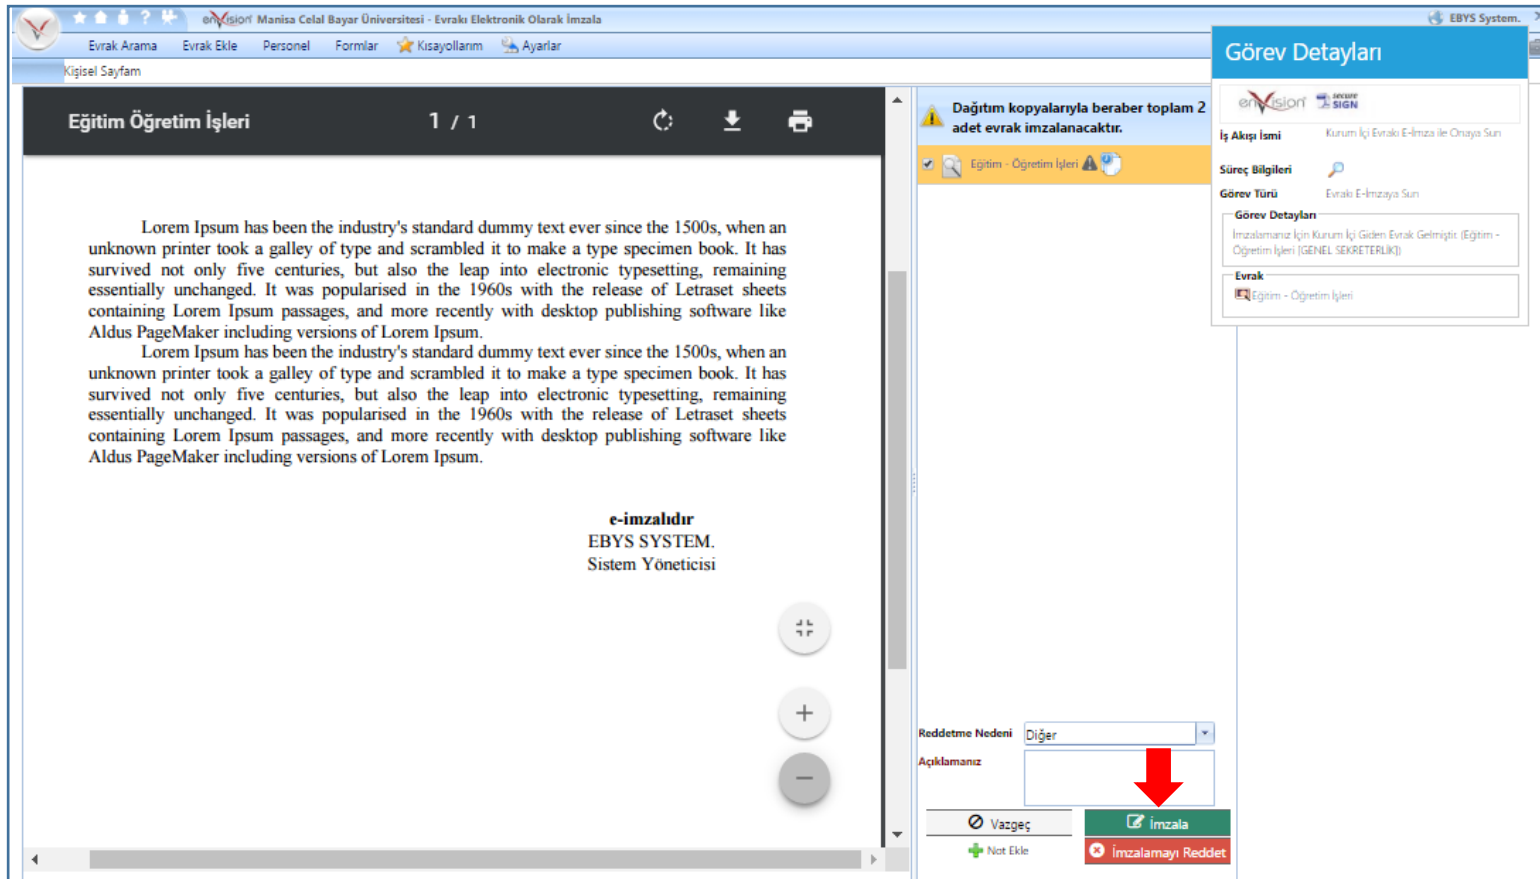 enVision Manisa Celal Bayar Üniversitesi - Evrakı Elektronik Olarak İmzala
EBYS System.
Evrak Arama Evrak Ekle Personel Formlar Kısayollarım Ayarlar
Kişisel Sayfam
Eğitim Öğretim İşleri 1 / 1
Lorem Ipsum has been the industry's standard dummy text ever since the 1500s, when an
unknown printer took a galley of type and scrambled it to make a type specimen book. It has
survived not only five centuries, but also the leap into electronic typesetting, remaining
essentially unchanged. It was popularised in the 1960s with the release of Letraset sheets
containing Lorem Ipsum passages, and more recently with desktop publishing software like
Aldus PageMaker including versions of Lorem Ipsum.
Lorem Ipsum has been the industry's standard dummy text ever since the 1500s, when an
unknown printer took a galley of type and scrambled it to make a type specimen book. It has
survived not only five centuries, but also the leap into electronic typesetting, remaining
essentially unchanged. It was popularised in the 1960s with the release of Letraset sheets
containing Lorem Ipsum passages, and more recently with desktop publishing software like
Aldus PageMaker including versions of Lorem Ipsum.
e-imzalıdır
EBYS SYSTEM.
Sistem Yöneticisi
Dağıtım kopyalarıyla beraber toplam 2
adet evrak imzalanacaktır.
Eğitim - Öğretim İşleri
Reddetme Nedeni Diğer
Açıklamanız
Vazgeç İmzala
Not Ekle İmzalamayı Reddet
Görev Detayları
enVision secure SIGN
İş Akışı İsmi Kurum İçi Evrakı E-İmza ile Onaya Sun
Süreç Bilgileri
Görev Türü Evrakı E-İmzaya Sun
Görev Detayları
İmzalamanız İçin Kurum İçi Giden Evrak Gelmiştir. (Eğitim -
Öğretim İşleri [GENEL SEKRETERLİK])
Evrak
Eğitim - Öğretim İşleri